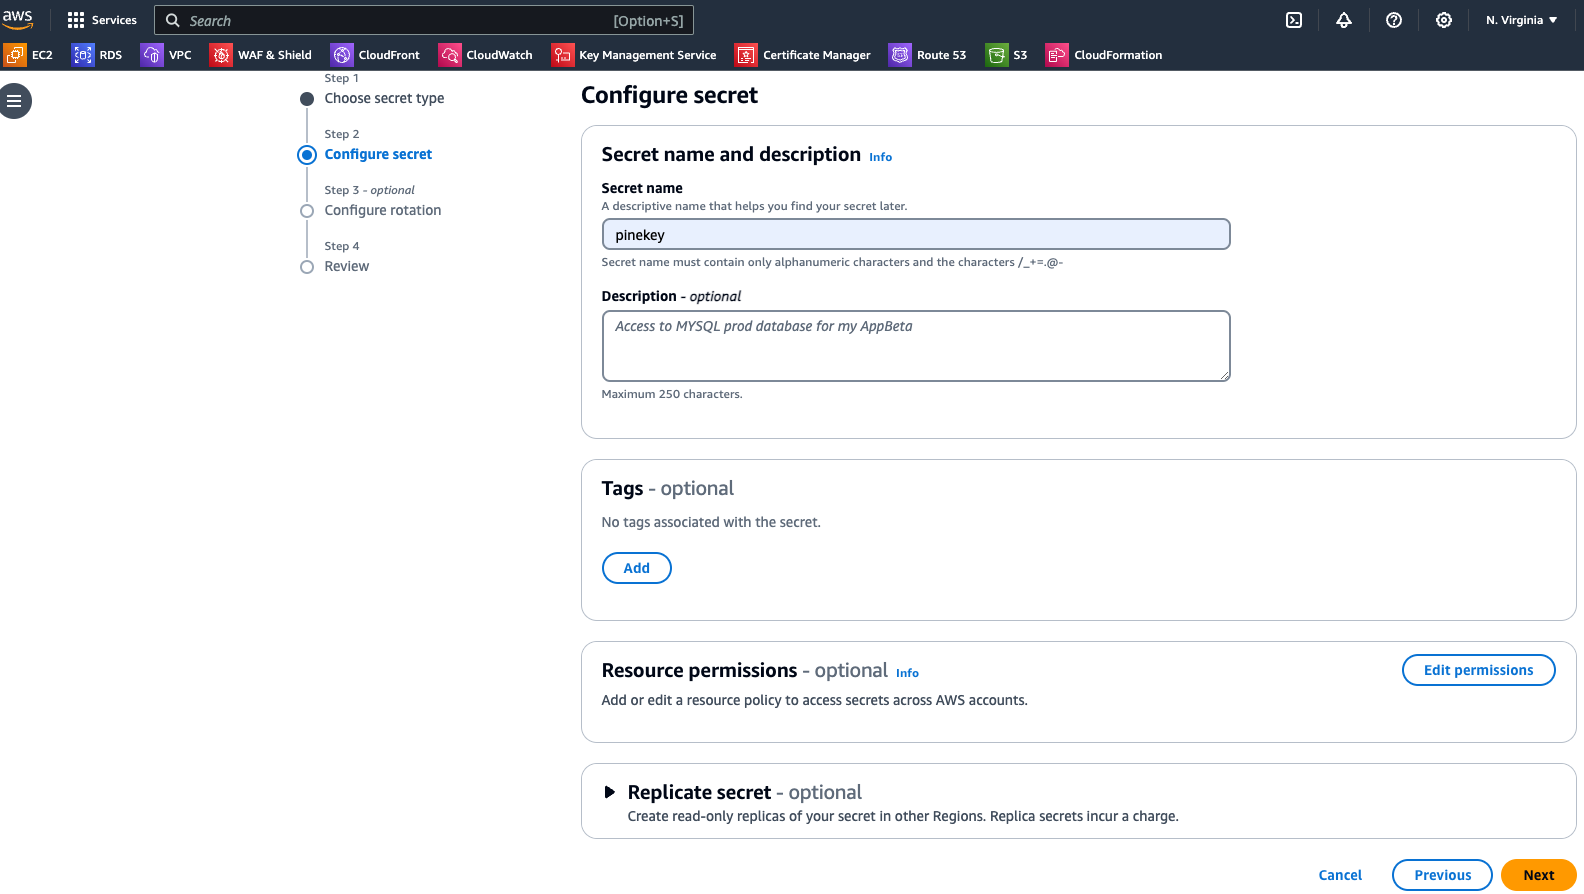 aws
Services
Search
[Option+S]
N. Virginia
EC2
RDS
VPC
WAF & Shield
CloudFront
CloudWatch
Key Management Service
Certificate Manager
Route 53
S3
CloudFormation
Step 1
Choose secret type
Step 2
Configure secret
Step 3 - optional
Configure rotation
Step 4
Review
Configure secret
Secret name and description Info
Secret name
A descriptive name that helps you find your secret later.
pinekey
Secret name must contain only alphanumeric characters and the characters /_+=.@-
Description - optional
Access to MYSQL prod database for my AppBeta
Maximum 250 characters.
Tags - optional
No tags associated with the secret.
Add
Resource permissions - optional Info
Edit permissions
Add or edit a resource policy to access secrets across AWS accounts.
Replicate secret - optional
Create read-only replicas of your secret in other Regions. Replica secrets incur a charge.
Cancel
Previous
Next